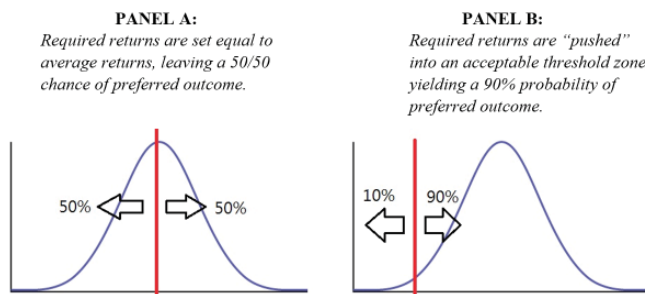 PANEL A:
Required returns are set equal to
average returns, leaving a 50/50
chance of preferred outcome.
PANEL B:
Required returns are “pushed”
into an acceptable threshold zone
yielding a 90% probability of
preferred outcome.
50%
50%
10%
90%